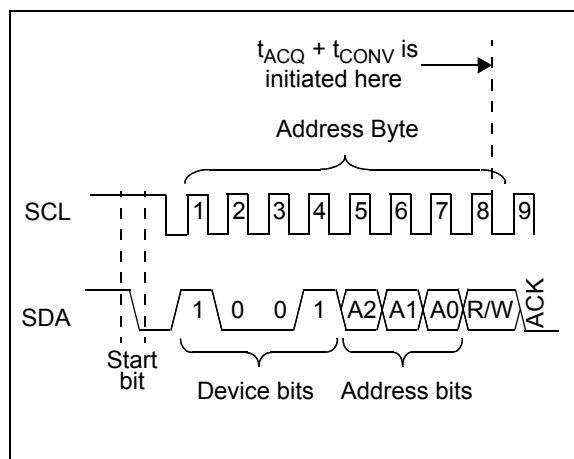 tACQ + tCONV is
initiated here
Address Byte
SCL 1 2 3 4 5 6 7 8 9
SDA 1 0 0 1 A2 A1 A0 R/W ACK
Start
bit
Device bits Address bits